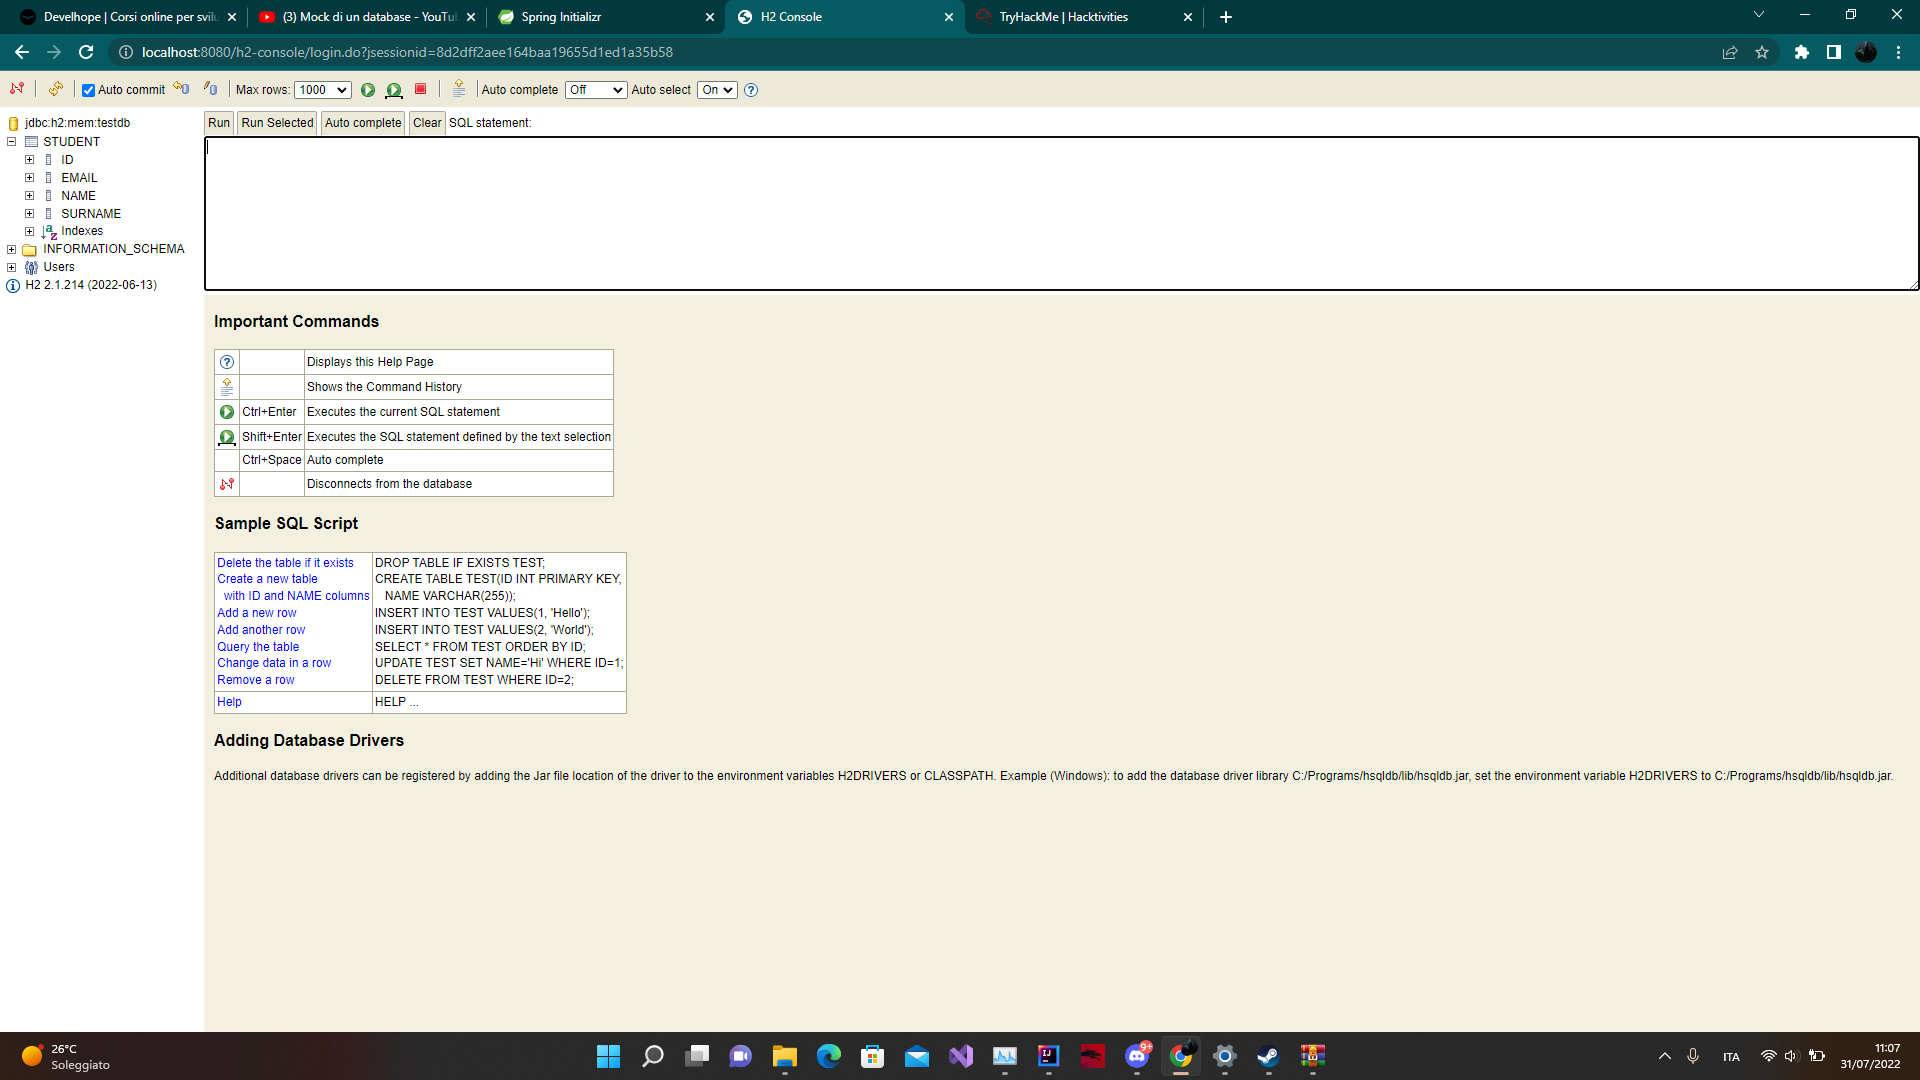 Develhope | Corsi online per svilu
(3) Mock di un database - YouTu
Spring Initializr
H2 Console
TryHackMe | Hacktivities
localhost:8080/h2-console/login.do?jsessionid=8d2dff2aee164baa19655d1ed1a35b58
Auto commit Max rows: 1000 Auto complete Off Auto select On
jdbc:h2:mem:testdb
STUDENT
ID
EMAIL
NAME
SURNAME
Indexes
INFORMATION_SCHEMA
Users
H2 2.1.214 (2022-06-13)
Run Run Selected Auto complete Clear SQL statement:
Important Commands
Displays this Help Page
Shows the Command History
Ctrl+Enter Executes the current SQL statement
Shift+Enter Executes the SQL statement defined by the text selection
Ctrl+Space Auto complete
Disconnects from the database
Sample SQL Script
Delete the table if it exists DROP TABLE IF EXISTS TEST;
Create a new table CREATE TABLE TEST(ID INT PRIMARY KEY,
with ID and NAME columns NAME VARCHAR(255));
Add a new row INSERT INTO TEST VALUES(1, 'Hello');
Add another row INSERT INTO TEST VALUES(2, 'World');
Query the table SELECT * FROM TEST ORDER BY ID;
Change data in a row UPDATE TEST SET NAME='Hi' WHERE ID=1;
Remove a row DELETE FROM TEST WHERE ID=2;
Help HELP ...
Adding Database Drivers
Additional database drivers can be registered by adding the Jar file location of the driver to the environment variables H2DRIVERS or CLASSPATH. Example (Windows): to add the database driver library C:/Programs/hsqldb/lib/hsqldb.jar, set the environment variable H2DRIVERS to C:/Programs/hsqldb/lib/hsqldb.jar.
26°C
Soleggiato
9+
ITA
11:07
31/07/2022